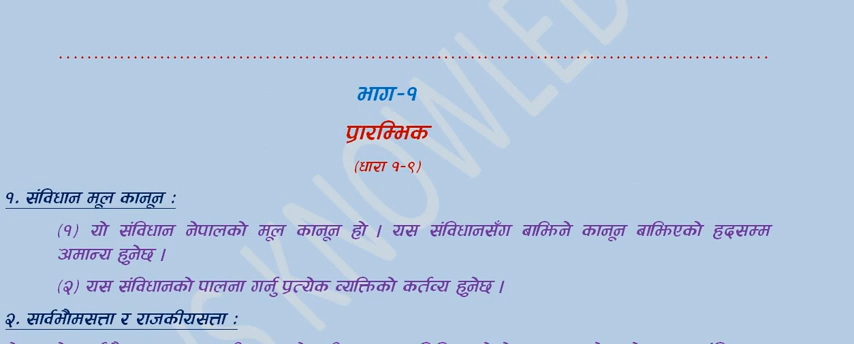 ........................................................................................................
भाग-१
प्रारम्भिक
(धारा १-९)
१. संविधान मूल कानून :
(१) यो संविधान नेपालको मूल कानून हो । यस संविधानसँग बाझिने कानून बाझिएको हदसम्म
अमान्य हुनेछ ।
(२) यस संविधानको पालना गर्नु प्रत्येक व्यक्तिको कर्तव्य हुनेछ ।
२. सार्वभौमसत्ता र राजकीयसत्ता :